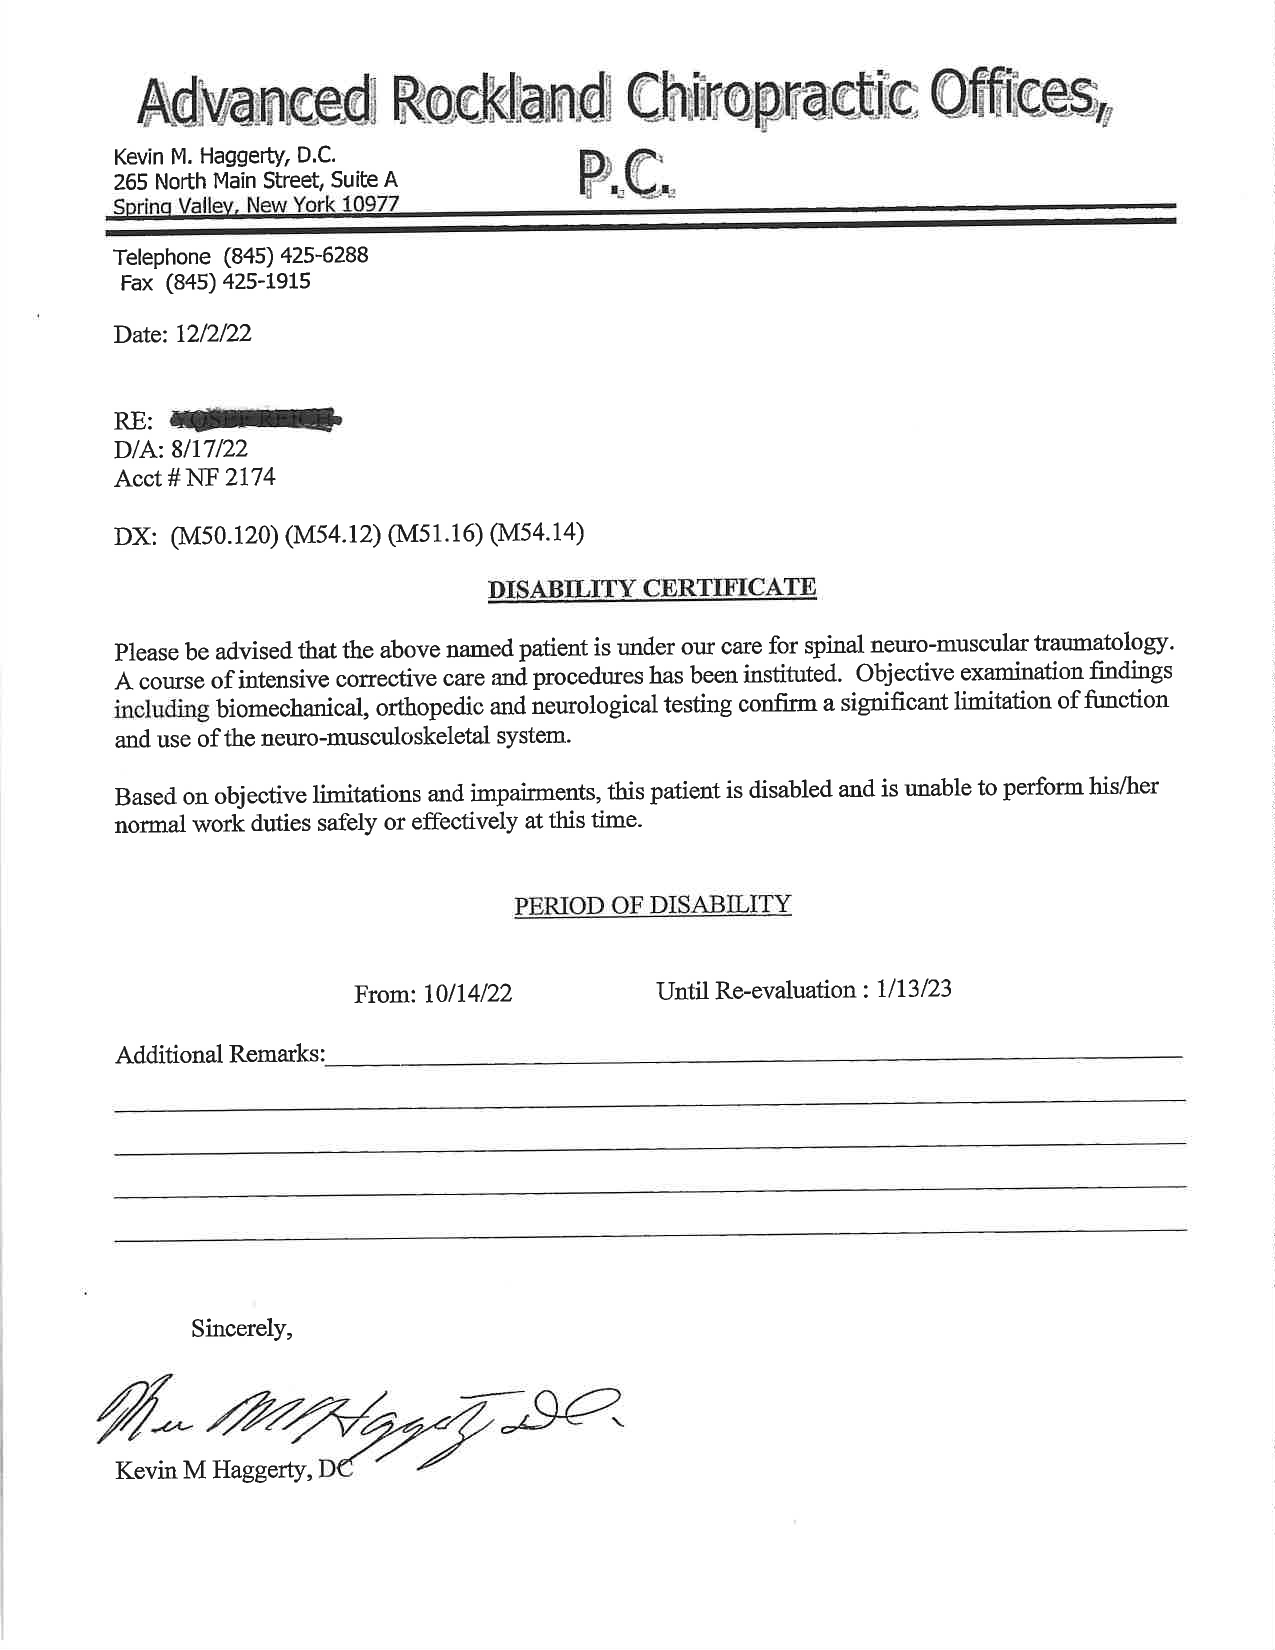 Advanced Rockland Chiropractic Offices,
P.C.
Kevin M. Haggerty, D.C.
265 North Main Street, Suite A
Spring Valley, New York 10977
Telephone (845) 425-6288
Fax (845) 425-1915
Date: 12/2/22
RE:
D/A: 8/17/22
Acct # NF 2174
DX: (M50.120) (M54.12) (M51.16) (M54.14)
DISABILITY CERTIFICATE
Please be advised that the above named patient is under our care for spinal neuro-muscular traumatology.
A course of intensive corrective care and procedures has been instituted. Objective examination findings
including biomechanical, orthopedic and neurological testing confirm a significant limitation of function
and use of the neuro-musculoskeletal system.
Based on objective limitations and impairments, this patient is disabled and is unable to perform his/her
normal work duties safely or effectively at this time.
PERIOD OF DISABILITY
From: 10/14/22 Until Re-evaluation : 1/13/23
Additional Remarks:
Sincerely,
Kevin M Haggerty, DC